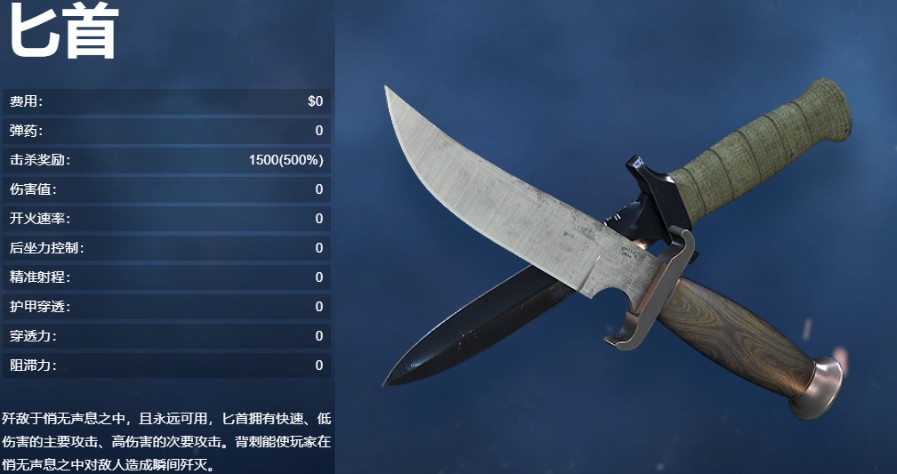 匕首
费用： $0
弹药： 0
击杀奖励： 1500(500%)
伤害值： 0
开火速率： 0
后坐力控制： 0
精准射程： 0
护甲穿透： 0
穿透力： 0
阻滞力： 0
歼敌于悄无声息之中，且永远可用，匕首拥有快速、低
伤害的主要攻击、高伤害的次要攻击。背刺能使玩家在
悄无声息之中对敌人造成瞬间歼灭。